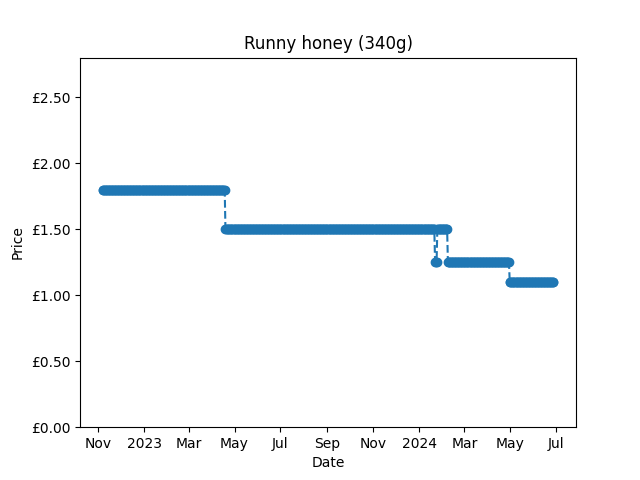 Runny honey (340g)
£2.50
£2.00
£1.50
£1.00
£0.50
£0.00
Price
Nov 2023 Mar May Jul Sep Nov 2024 Mar May Jul
Date